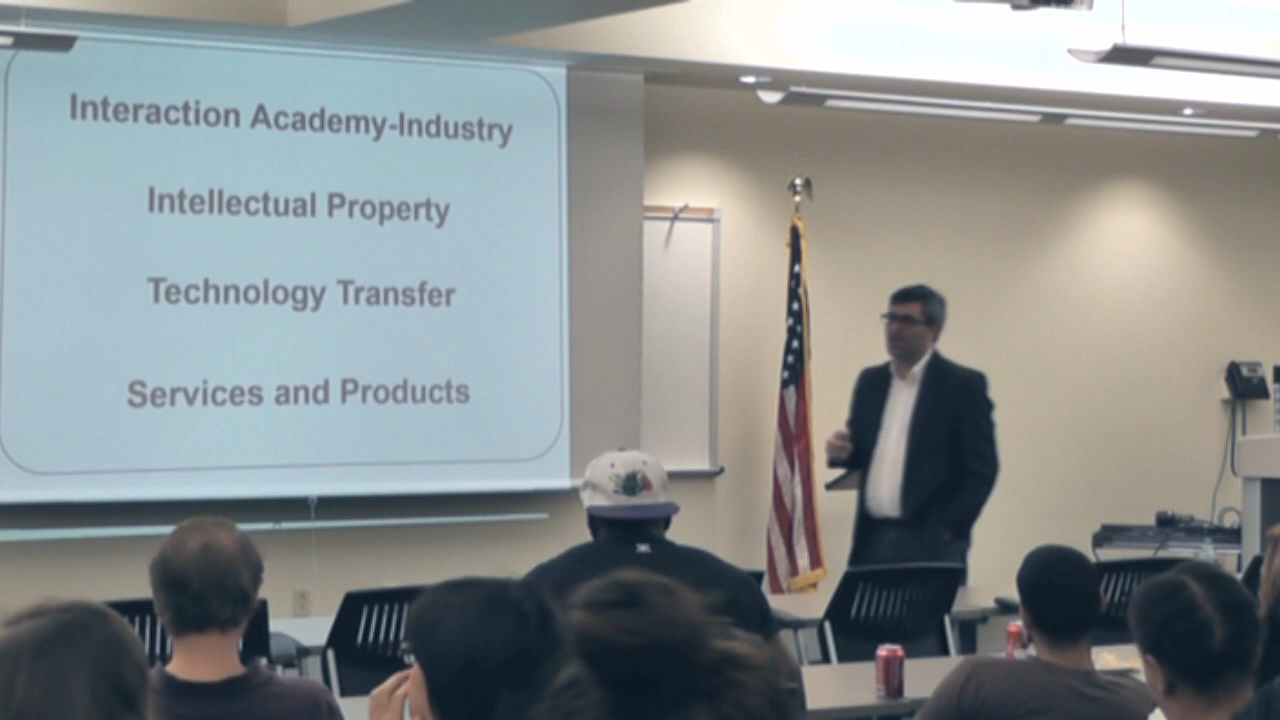 Interaction Academy-Industry
Intellectual Property
Technology Transfer
Services and Products